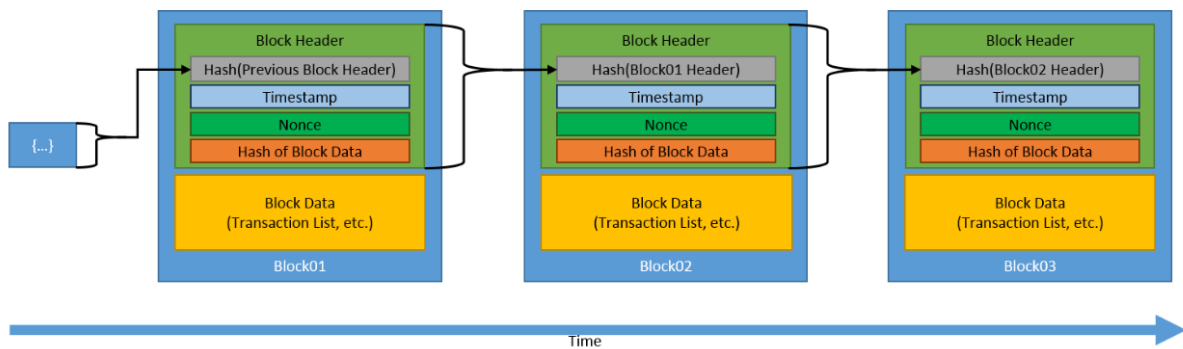 {...}
Block Header
Hash(Previous Block Header)
Timestamp
Nonce
Hash of Block Data
Block Data
(Transaction List, etc.)
Block01
Block Header
Hash(Block01 Header)
Timestamp
Nonce
Hash of Block Data
Block Data
(Transaction List, etc.)
Block02
Block Header
Hash(Block02 Header)
Timestamp
Nonce
Hash of Block Data
Block Data
(Transaction List, etc.)
Block03
Time